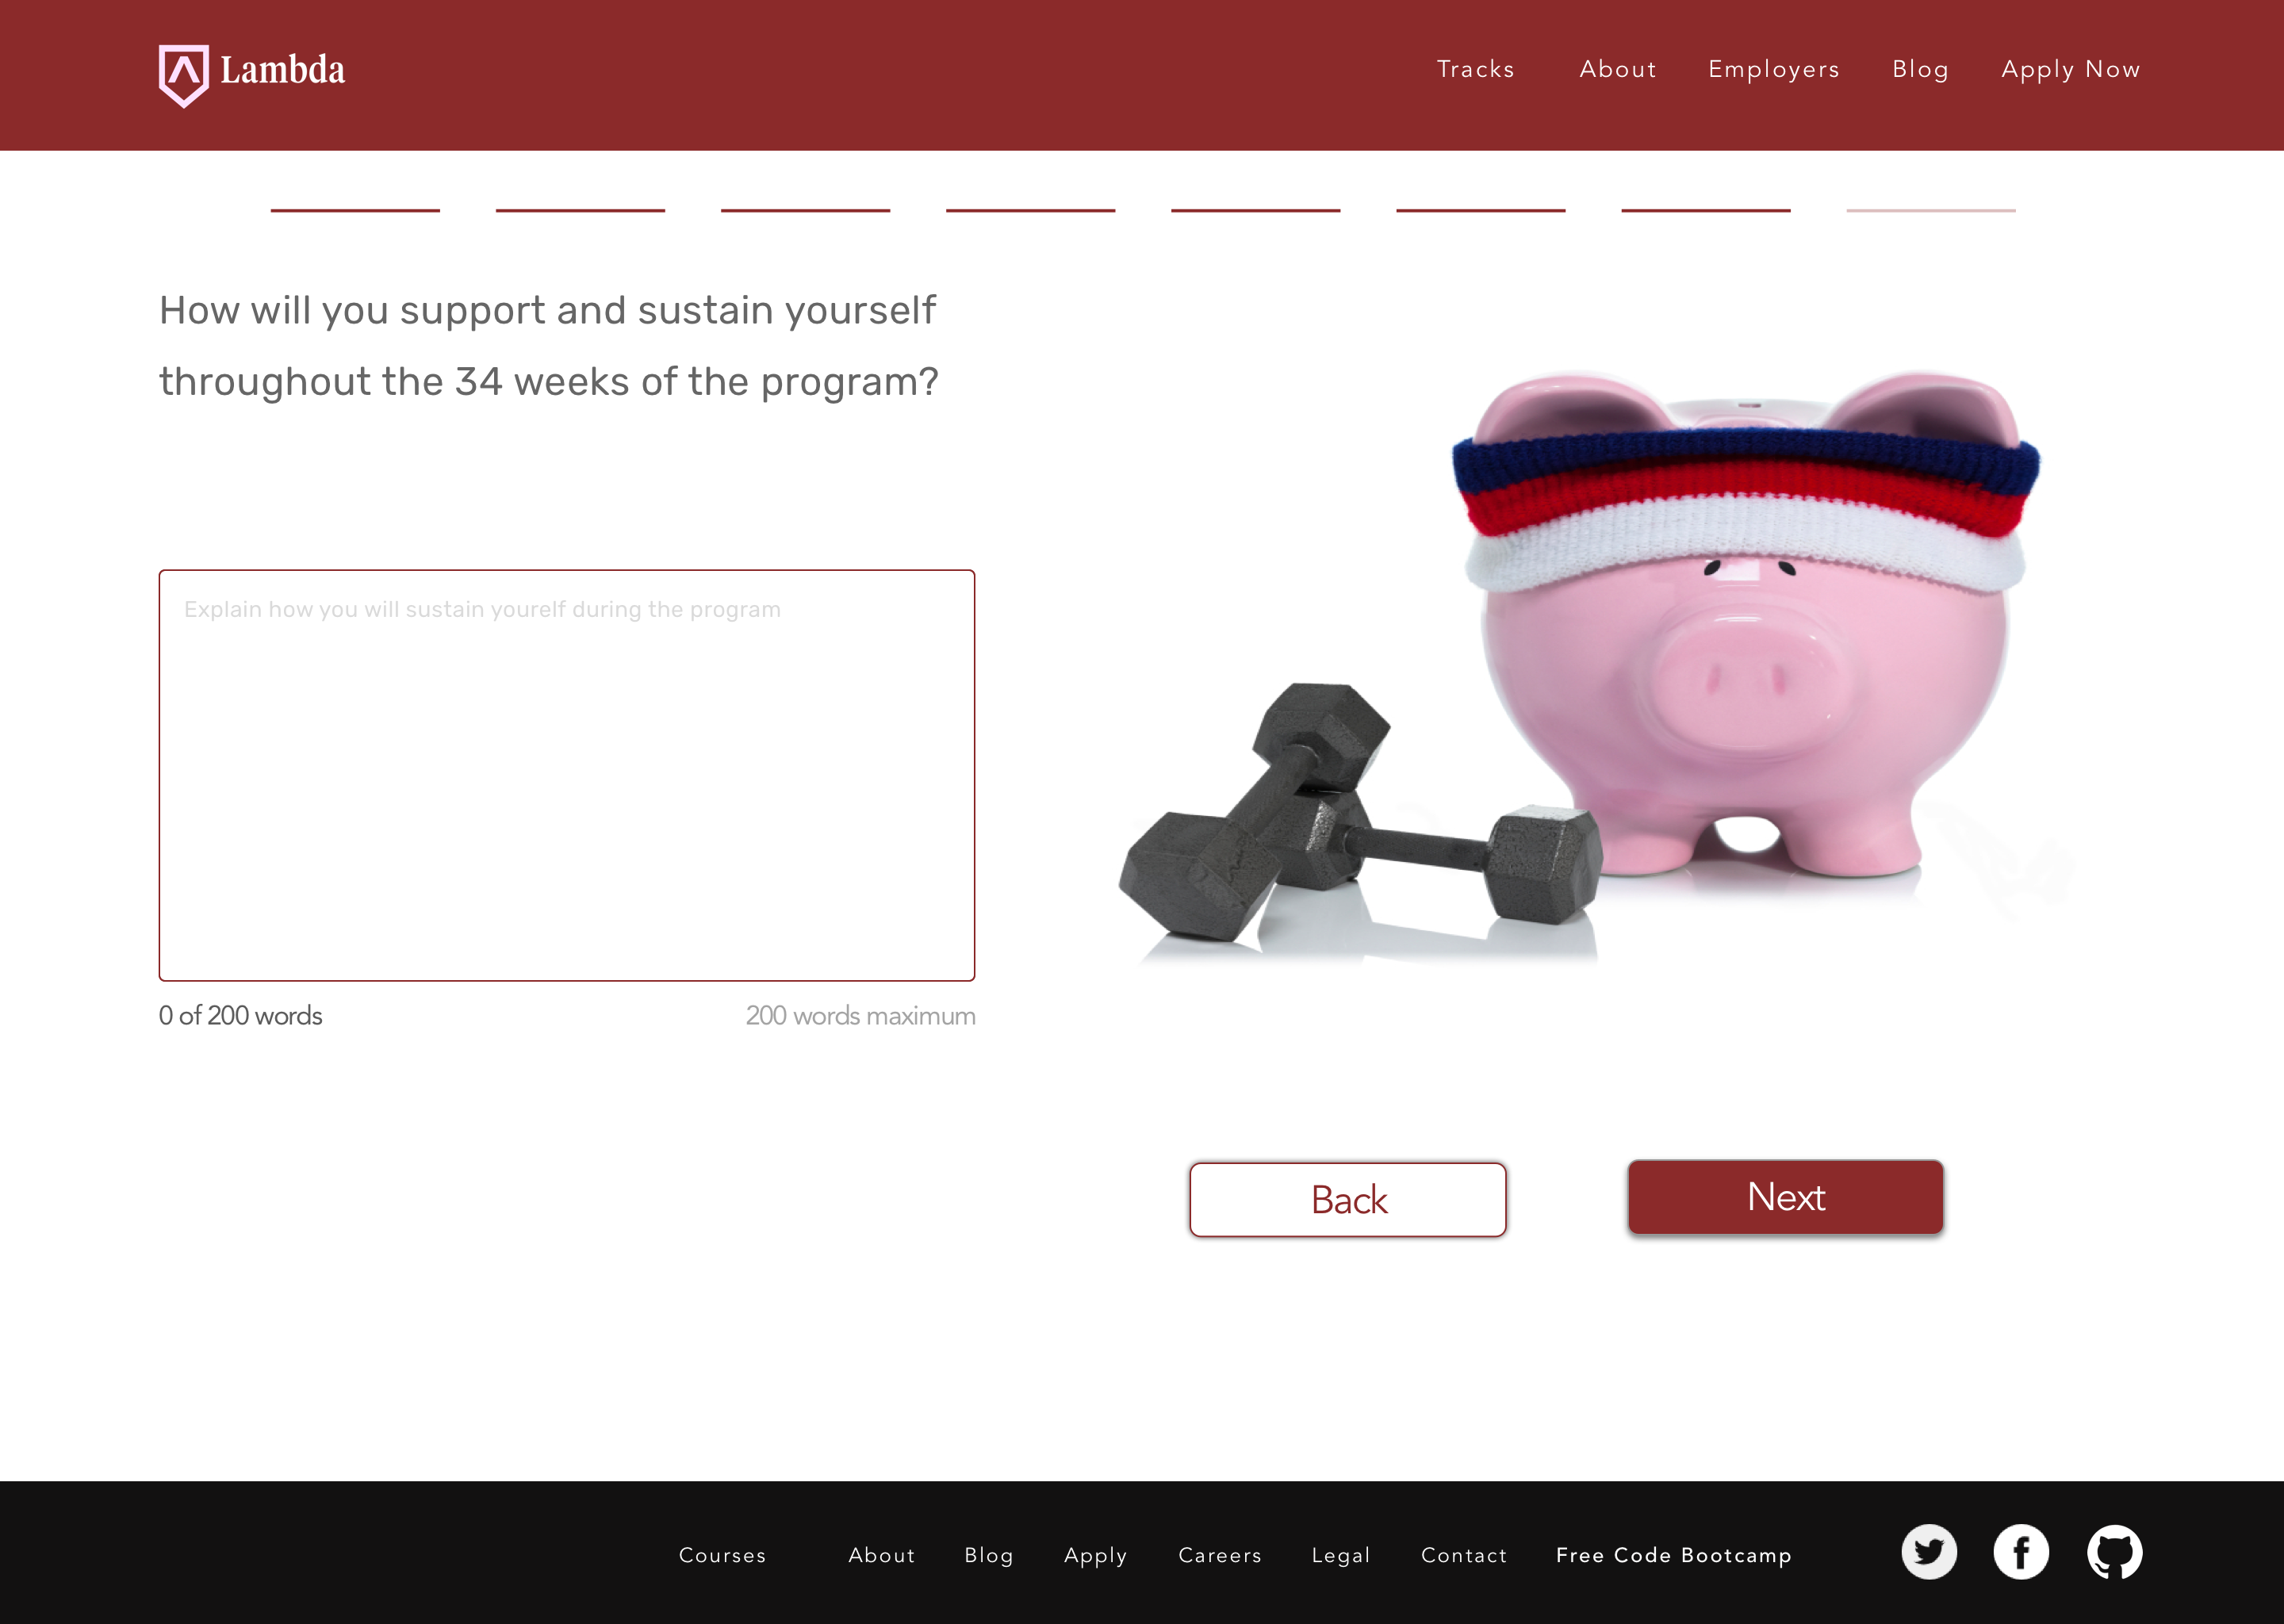 Lambda
Tracks About Employers Blog Apply Now
How will you support and sustain yourself
throughout the 34 weeks of the program?
Explain how you will sustain yourelf during the program
0 of 200 words 200 words maximum
Back Next
Courses About Blog Apply Careers Legal Contact Free Code Bootcamp